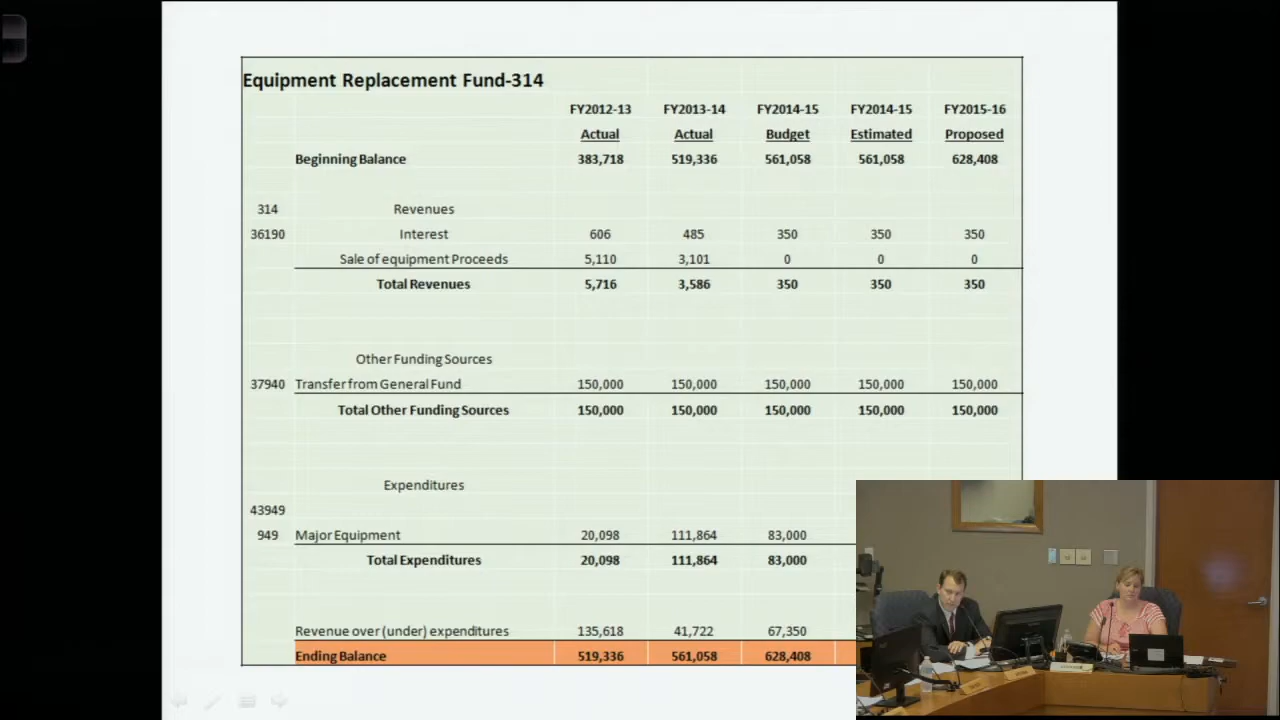 Equipment Replacement Fund-314
FY2012-13 FY2013-14 FY2014-15 FY2014-15 FY2015-16
Actual Actual Budget Estimated Proposed
Beginning Balance 383,718 519,336 561,058 561,058 628,408
314 Revenues
36190 Interest 606 485 350 350 350
Sale of equipment Proceeds 5,110 3,101 0 0 0
Total Revenues 5,716 3,586 350 350 350
Other Funding Sources
37940 Transfer from General Fund 150,000 150,000 150,000 150,000 150,000
Total Other Funding Sources 150,000 150,000 150,000 150,000 150,000
Expenditures
43949
949 Major Equipment 20,098 111,864 83,000
Total Expenditures 20,098 111,864 83,000
Revenue over (under) expenditures 135,618 41,722 67,350
Ending Balance 519,336 561,058 628,408